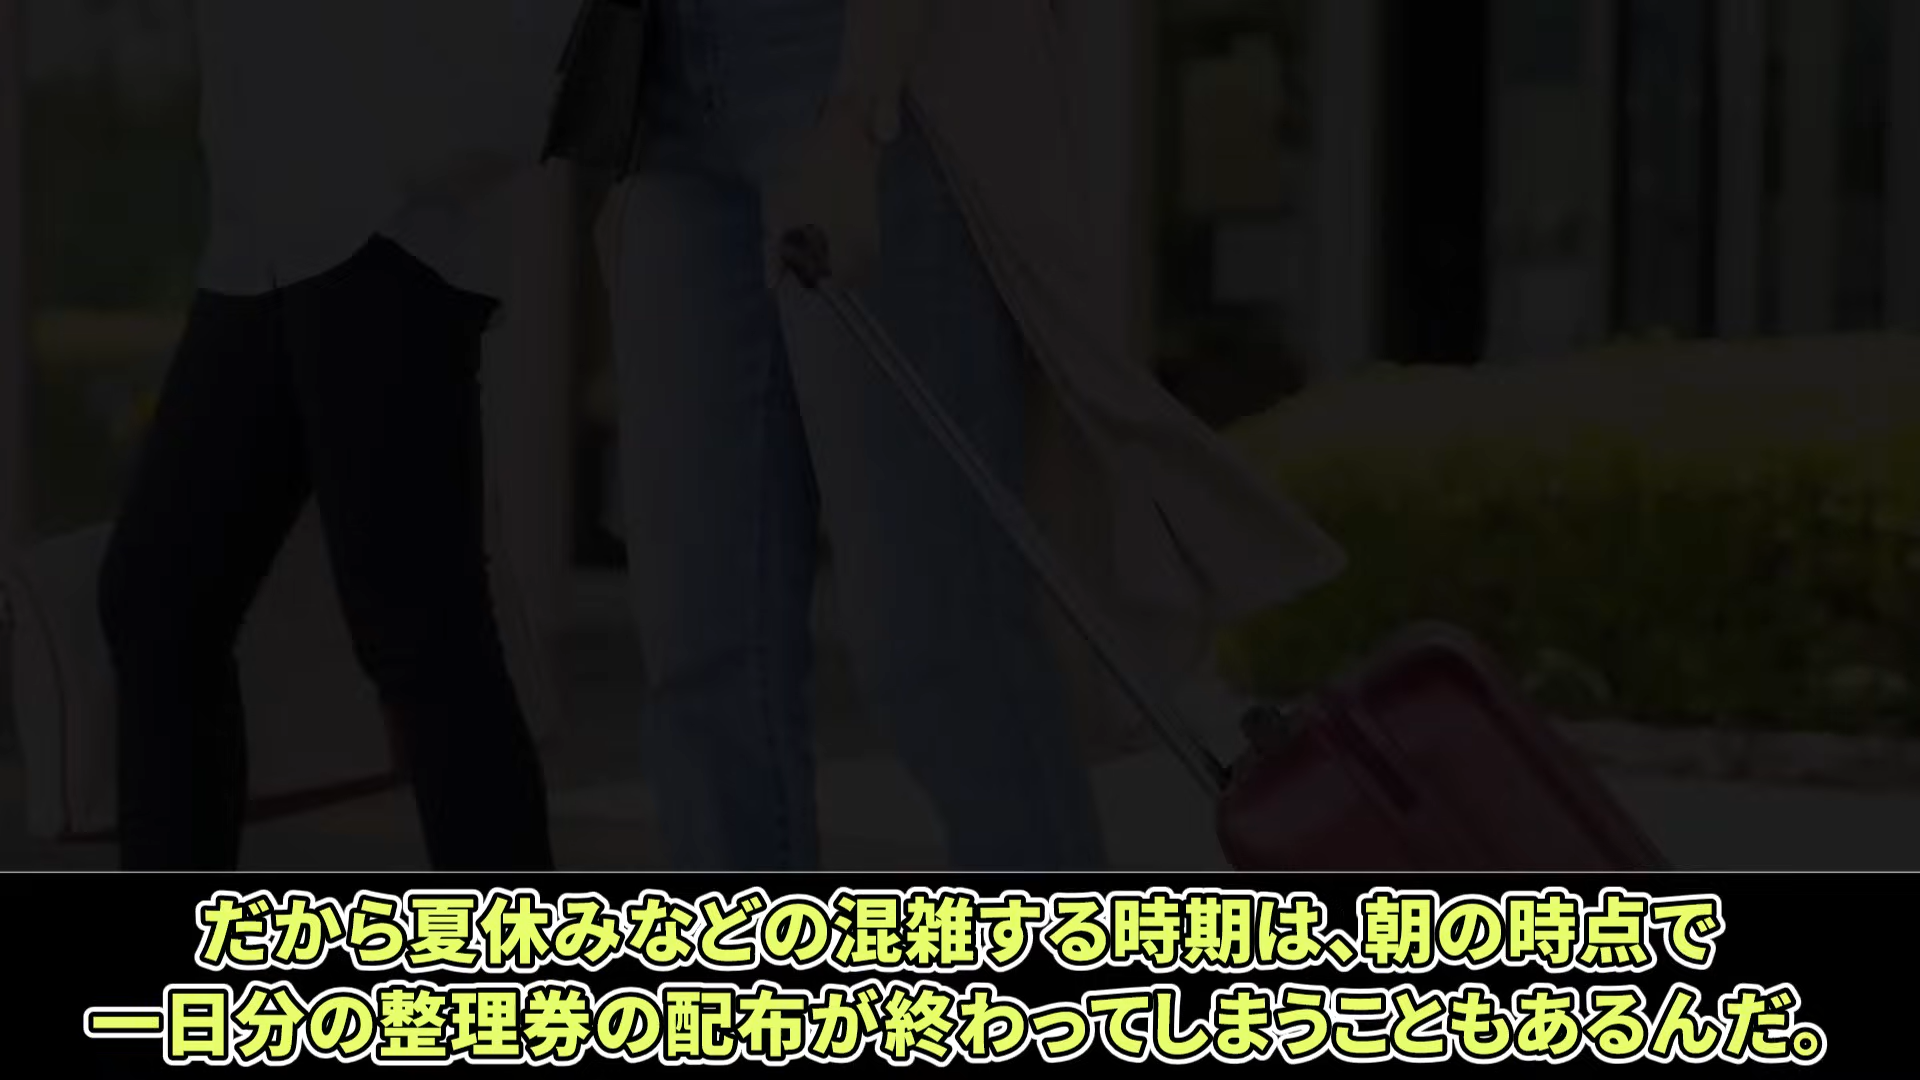 だから夏休みなどの混雑する時期は、朝の時点で
一日分の整理券の配布が終わってしまうこともあるんだ。